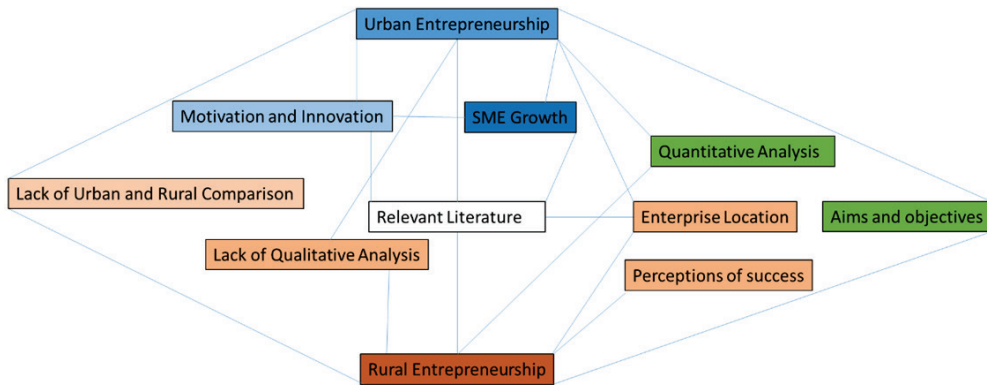 Urban Entrepreneurship
Motivation and Innovation
SME Growth
Quantitative Analysis
Lack of Urban and Rural Comparison
Relevant Literature
Enterprise Location
Aims and objectives
Lack of Qualitative Analysis
Perceptions of success
Rural Entrepreneurship